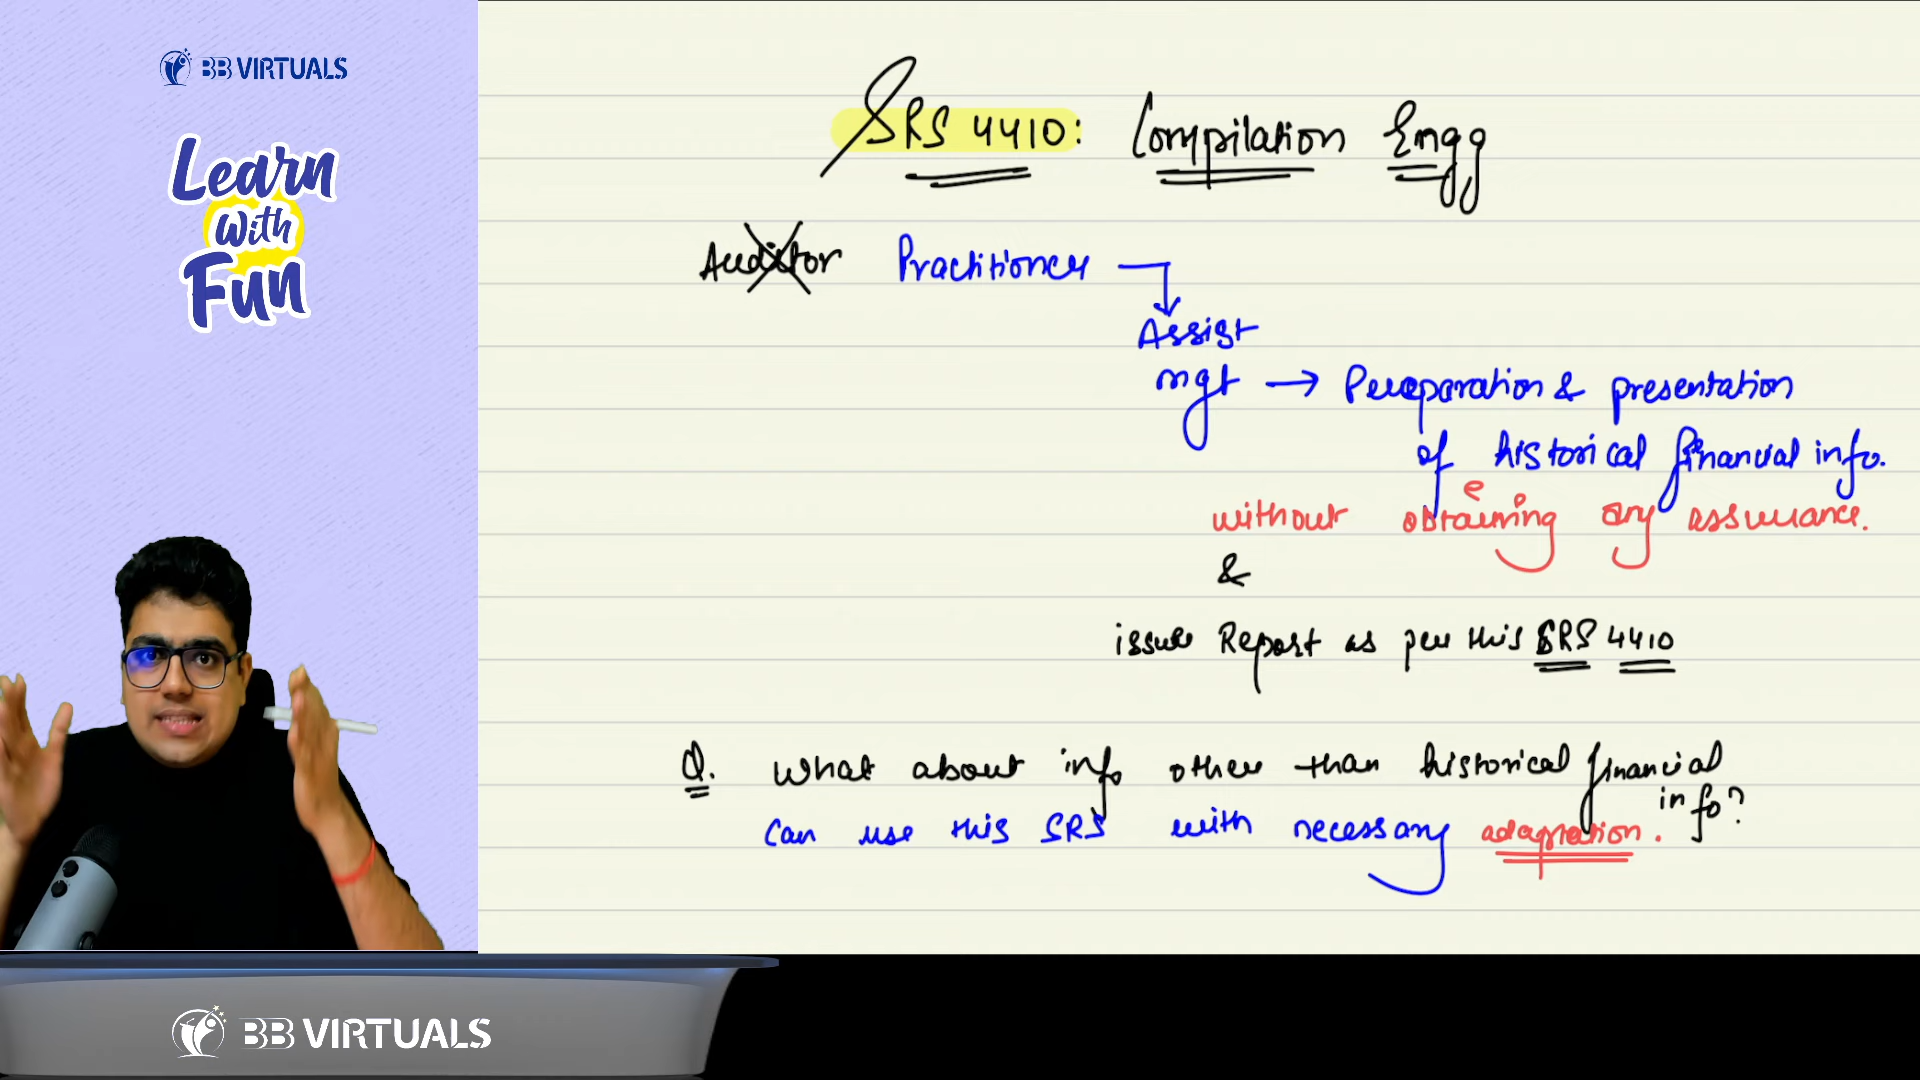 BB VIRTUALS
Learn
With
Fun
SRS 4410: Compilation Engg
Auditor Practitioner
Assist
mgt → Preparation & presentation
of historical financial info.
without obtaining any assurance.
&
issue Report as per this SRS 4410
Q. What about info other than historical financial
info?
Can use this SRS with necessary adaptation.
BB VIRTUALS